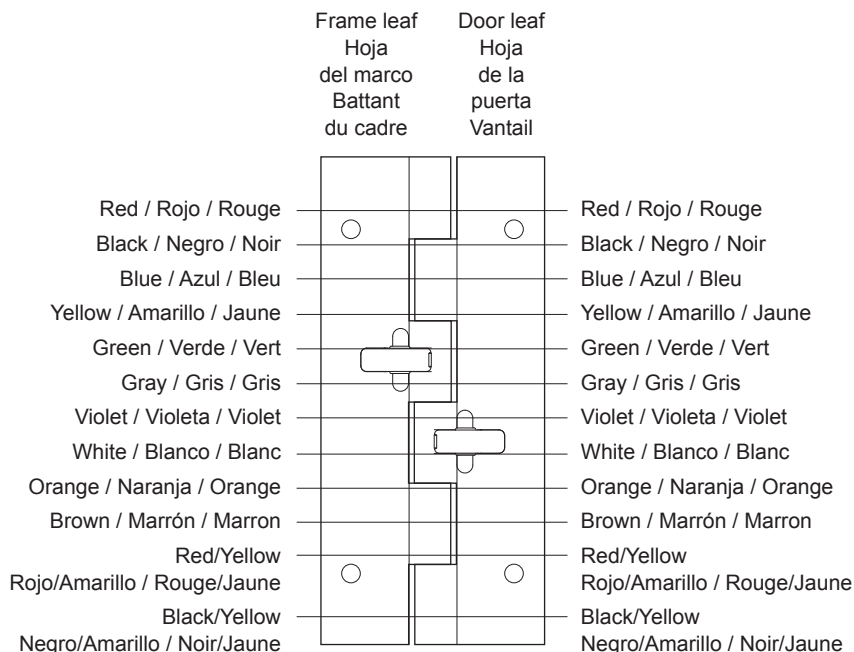 Frame leaf
Hoja
del marco
Battant
du cadre
Door leaf
Hoja
de la
puerta
Vantail
Red / Rojo / Rouge
Black / Negro / Noir
Blue / Azul / Bleu
Yellow / Amarillo / Jaune
Green / Verde / Vert
Gray / Gris / Gris
Violet / Violeta / Violet
White / Blanco / Blanc
Orange / Naranja / Orange
Brown / Marrón / Marron
Red/Yellow
Rojo/Amarillo / Rouge/Jaune
Black/Yellow
Negro/Amarillo / Noir/Jaune
Red / Rojo / Rouge
Black / Negro / Noir
Blue / Azul / Bleu
Yellow / Amarillo / Jaune
Green / Verde / Vert
Gray / Gris / Gris
Violet / Violeta / Violet
White / Blanco / Blanc
Orange / Naranja / Orange
Brown / Marrón / Marron
Red/Yellow
Rojo/Amarillo / Rouge/Jaune
Black/Yellow
Negro/Amarillo / Noir/Jaune